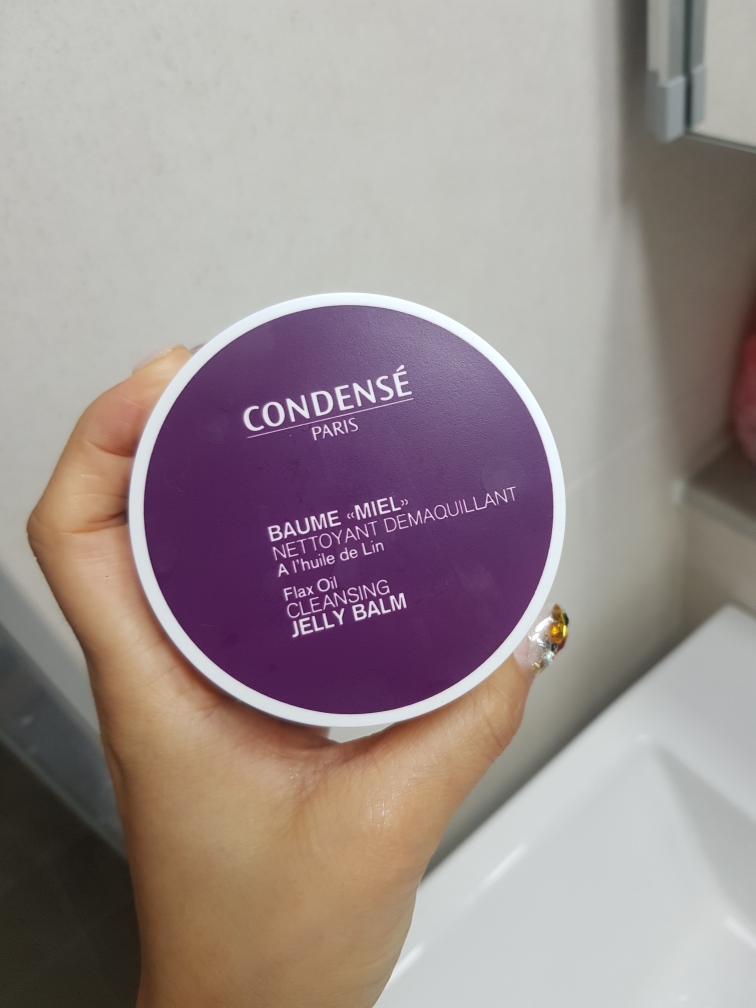 CONDENSÉ
PARIS
BAUME «MIEL»
NETTOYANT DEMAQUILLANT
A l'huile de Lin
Flax Oil
CLEANSING
JELLY BALM